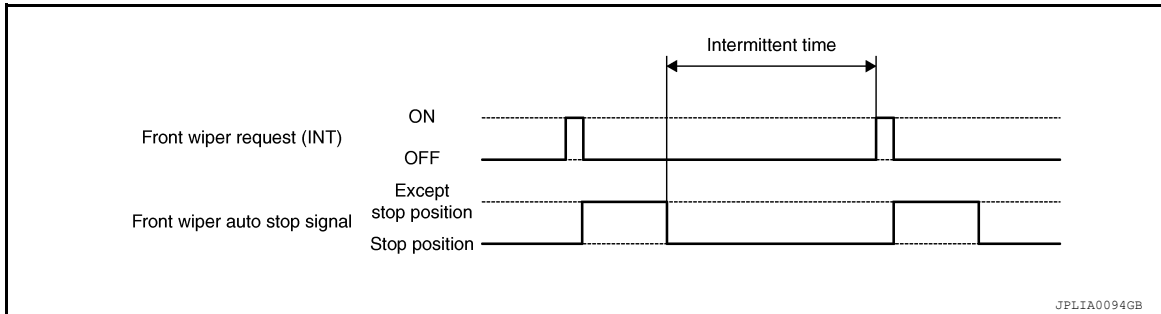 Intermittent time
ON
Front wiper request (INT)
OFF
Except
stop position
Front wiper auto stop signal
Stop position
JPLIA0094GB